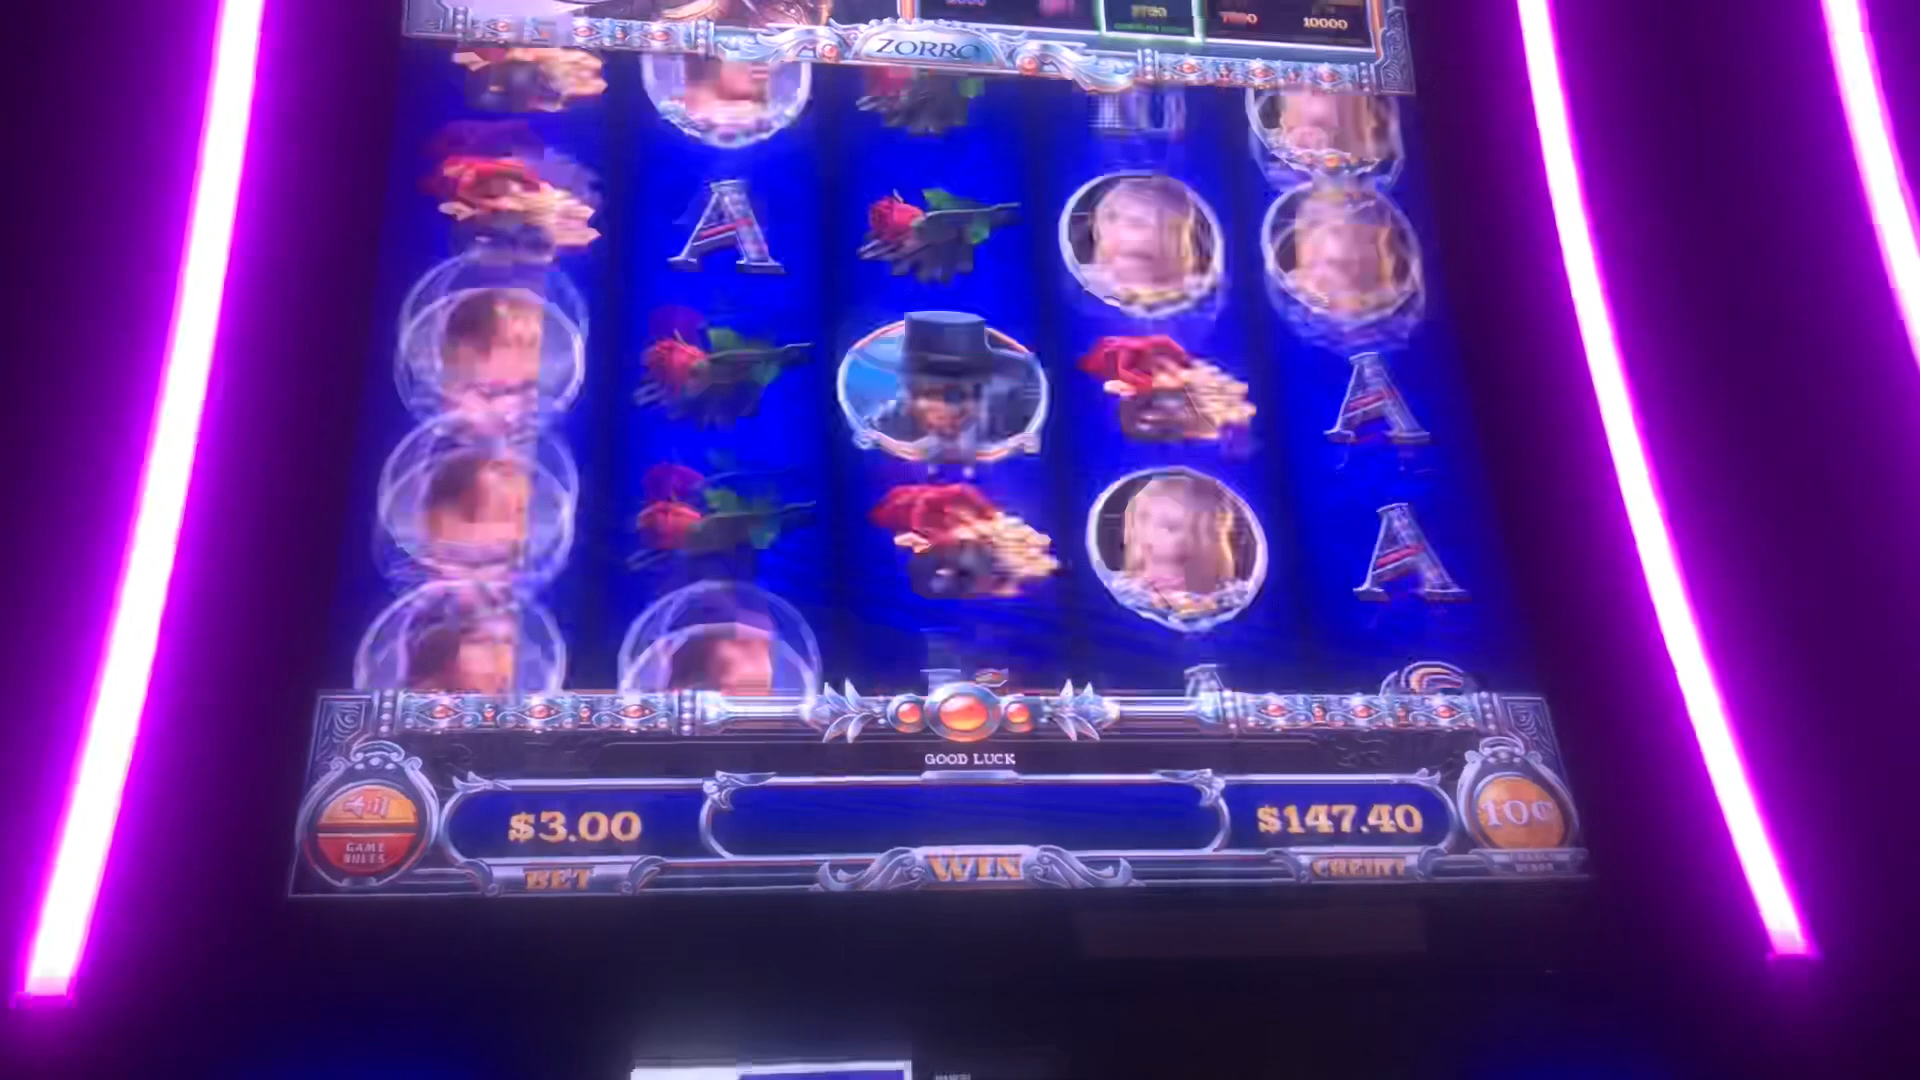 10000
ZORRO
A
A
A
GOOD LUCK
GAME
RULES
$3.00
$147.40
10¢
BET
WIN
CREDIT